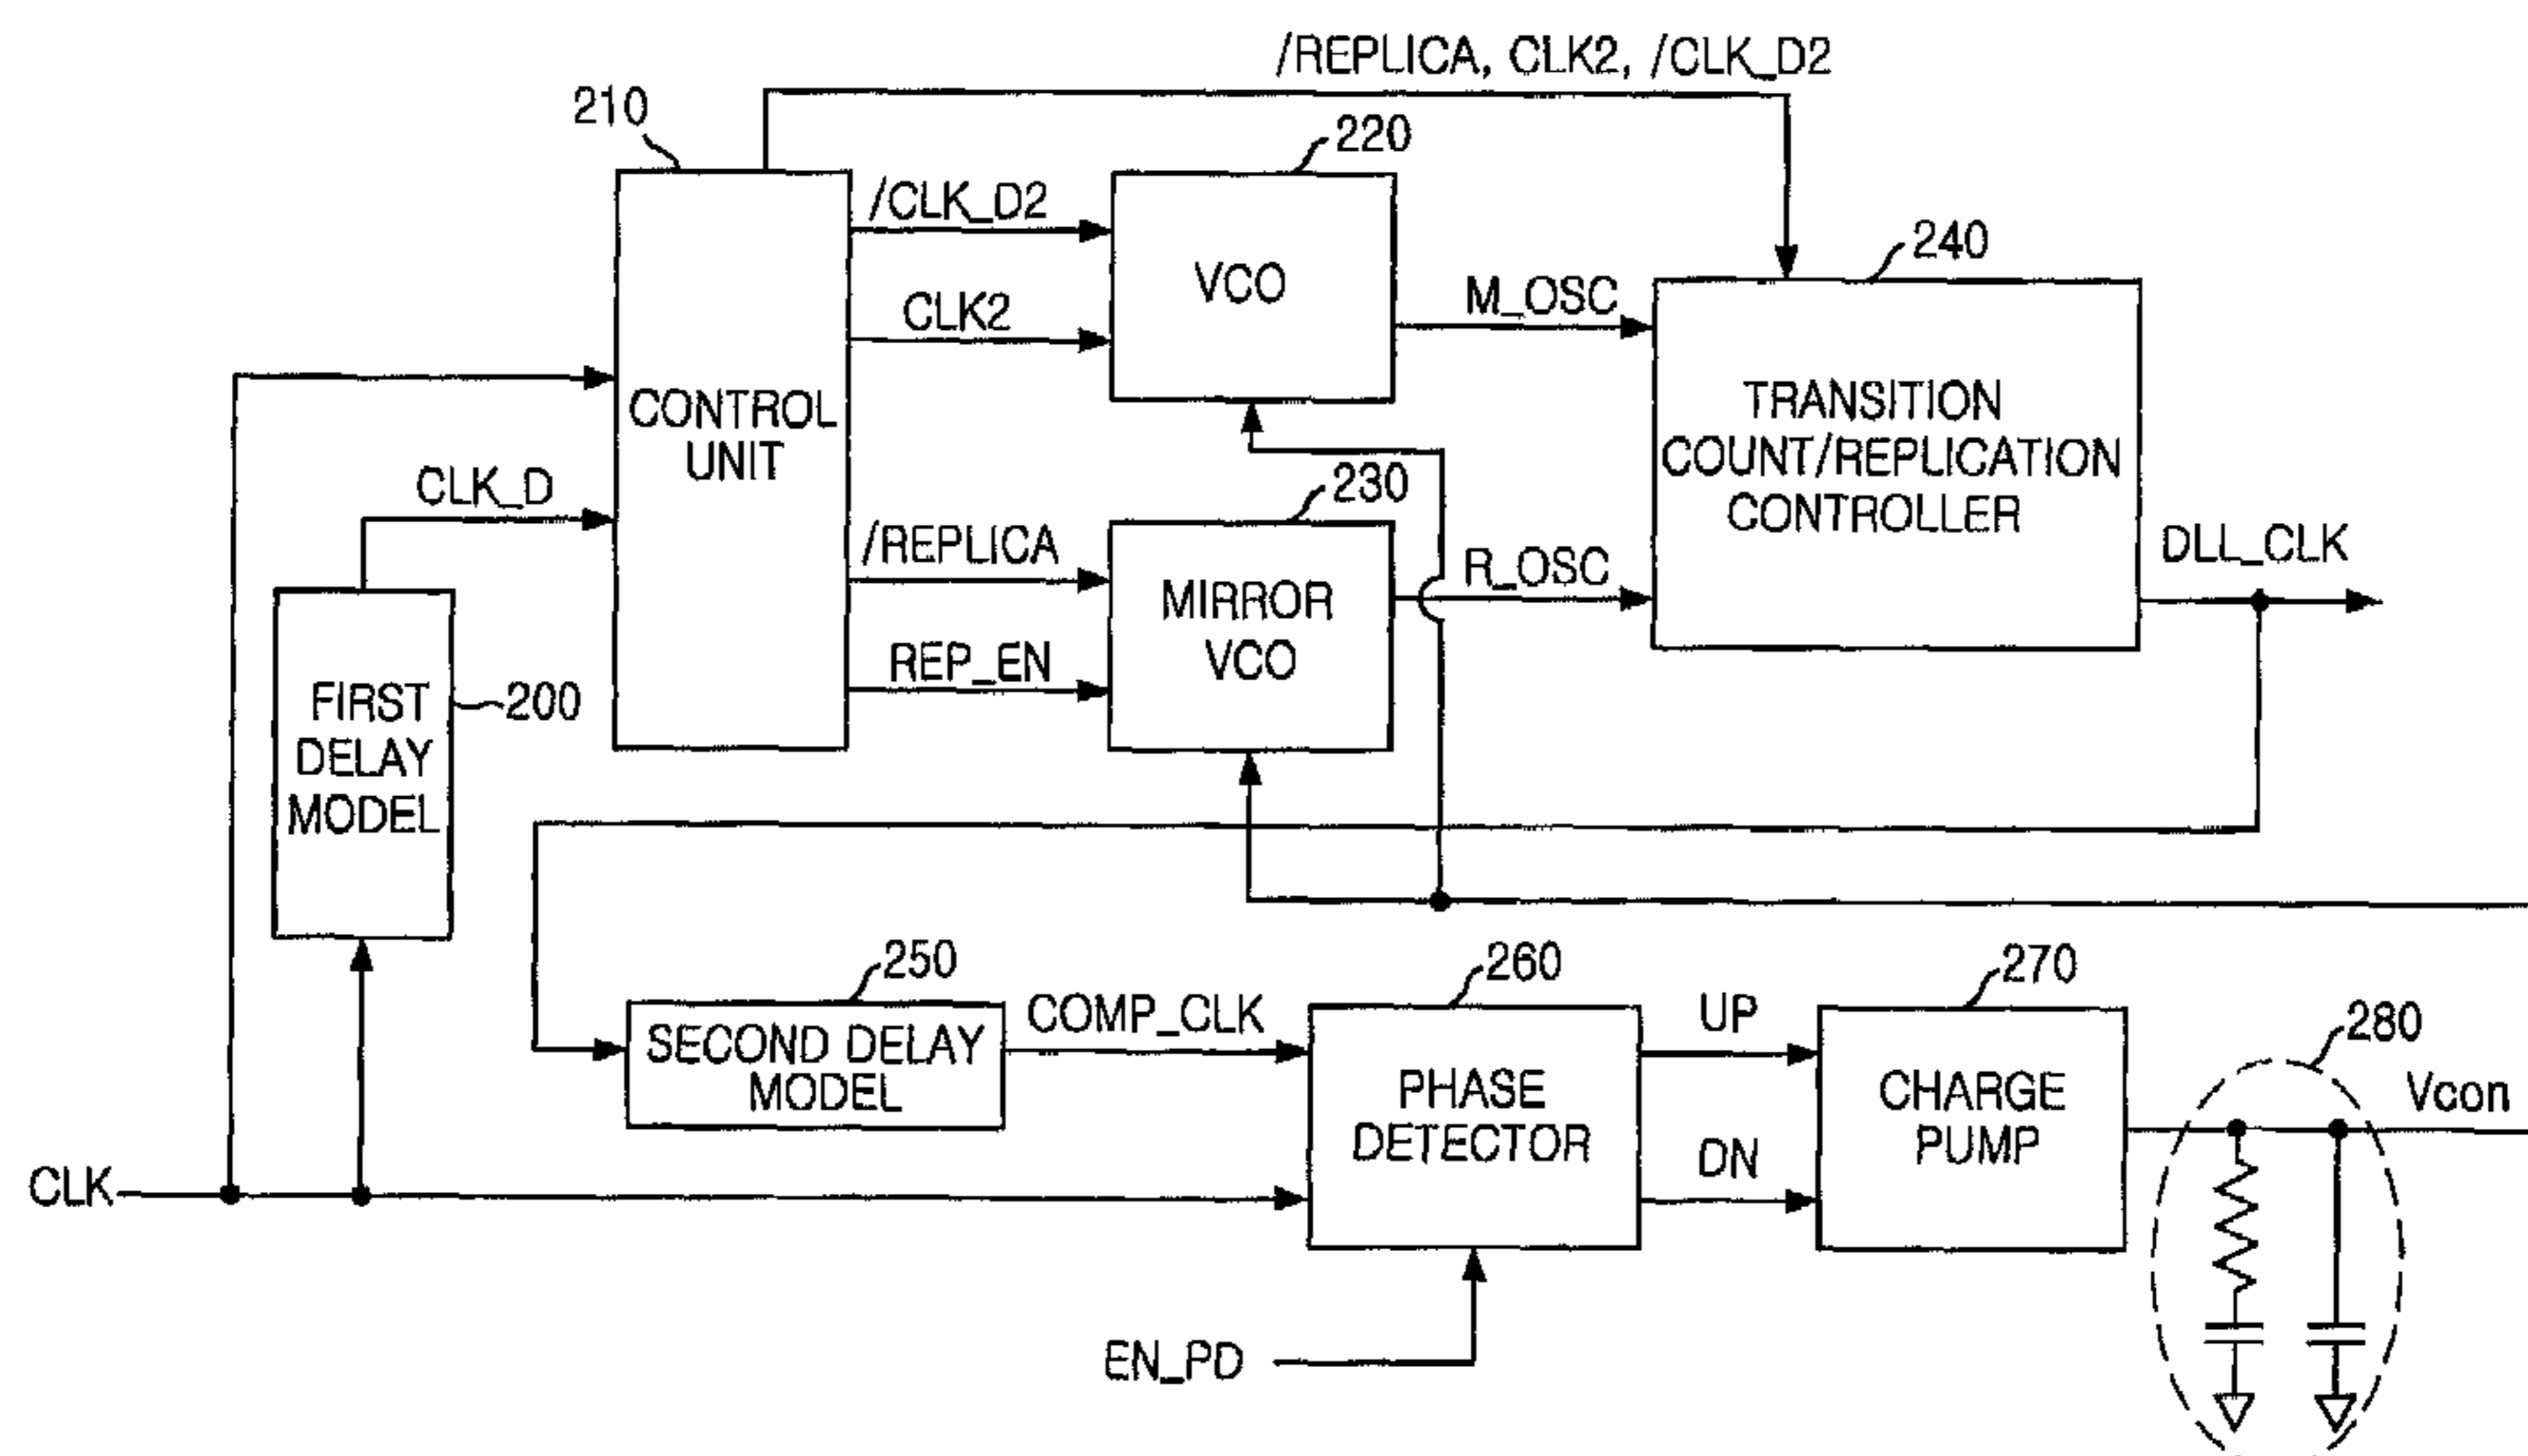 /REPLICA, CLK2, /CLK_D2
210
220
/CLK_D2
240
VCO
M_OSC
CLK2
CONTROL
UNIT
TRANSITION
COUNT/REPLICATION
CONTROLLER
CLK_D
230
/REPLICA
R_OSC
DLL_CLK
MIRROR
VCO
REP_EN
FIRST
DELAY
MODEL
200
250
260
270
280
SECOND DELAY
MODEL
COMP_CLK
UP
Vcon
PHASE
DETECTOR
CHARGE
PUMP
DN
CLK
EN_PD